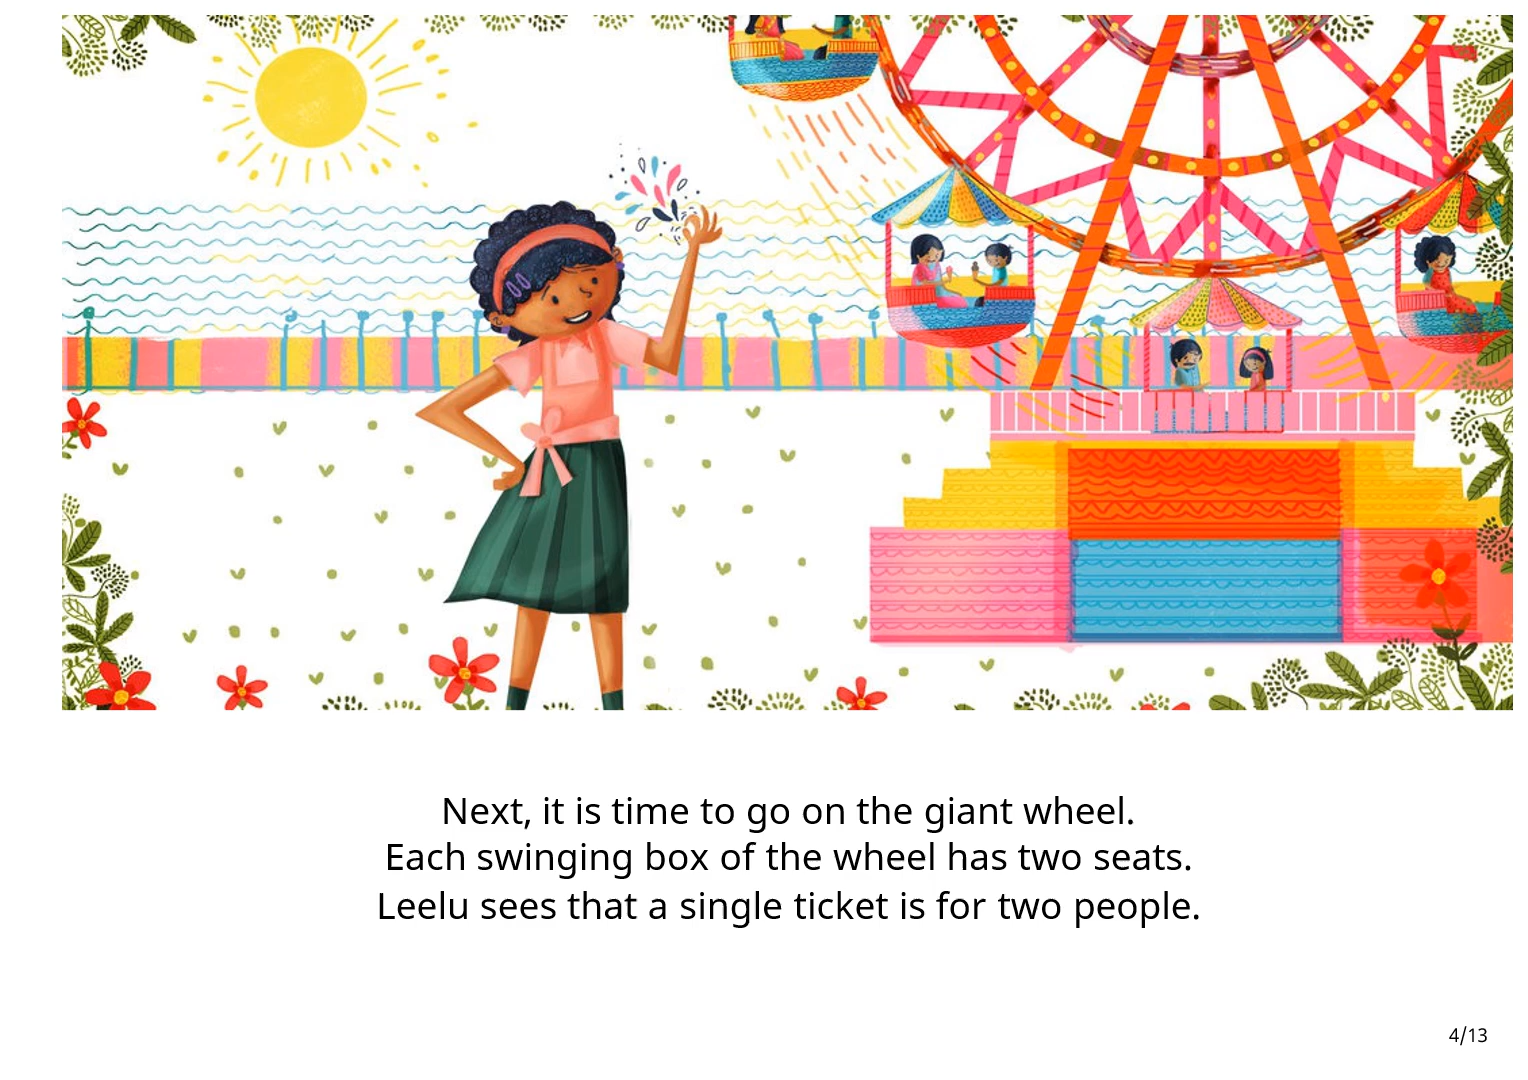 Next, it is time to go on the giant wheel.
Each swinging box of the wheel has two seats.
Leelu sees that a single ticket is for two people.
4/13